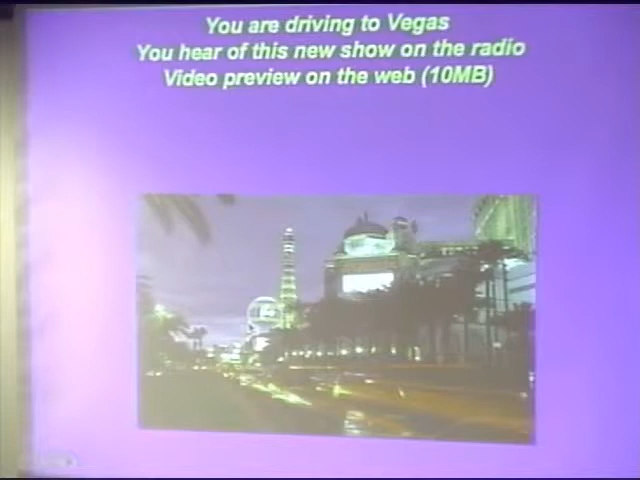 You are driving to Vegas
You hear of this new show on the radio
Video preview on the web (10MB)